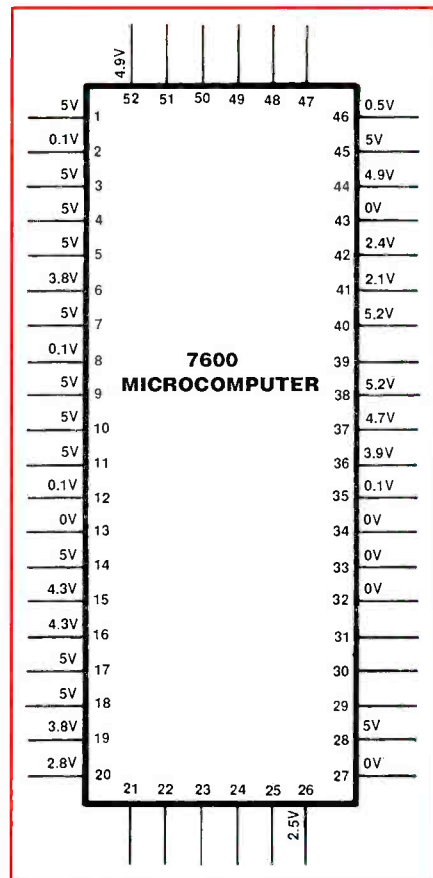 4.9V
52 51 50 49 48 47
5V 1 46 0.5V
0.1V 2 45 5V
5V 3 44 4.9V
5V 4 43 0V
5V 5 42 2.4V
3.8V 6 41 2.1V
5V 7 40 5.2V
0.1V 8 39
5V 9 38 5.2V
5V 10 37 4.7V
5V 11 36 3.9V
0.1V 12 35 0.1V
0V 13 34 0V
5V 14 33 0V
4.3V 15 32 0V
4.3V 16 31
5V 17 30
5V 18 29
3.8V 19 28 5V
2.8V 20 27 0V
7600
MICROCOMPUTER
21 22 23 24 25 26
2.5V